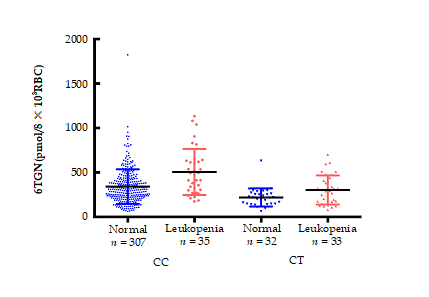 6TGN(pmol/8 × 10⁸RBC)
2000
1500
1000
500
0
Normal Leukopenia Normal Leukopenia
n = 307 n = 35 n = 32 n = 33
CC CT